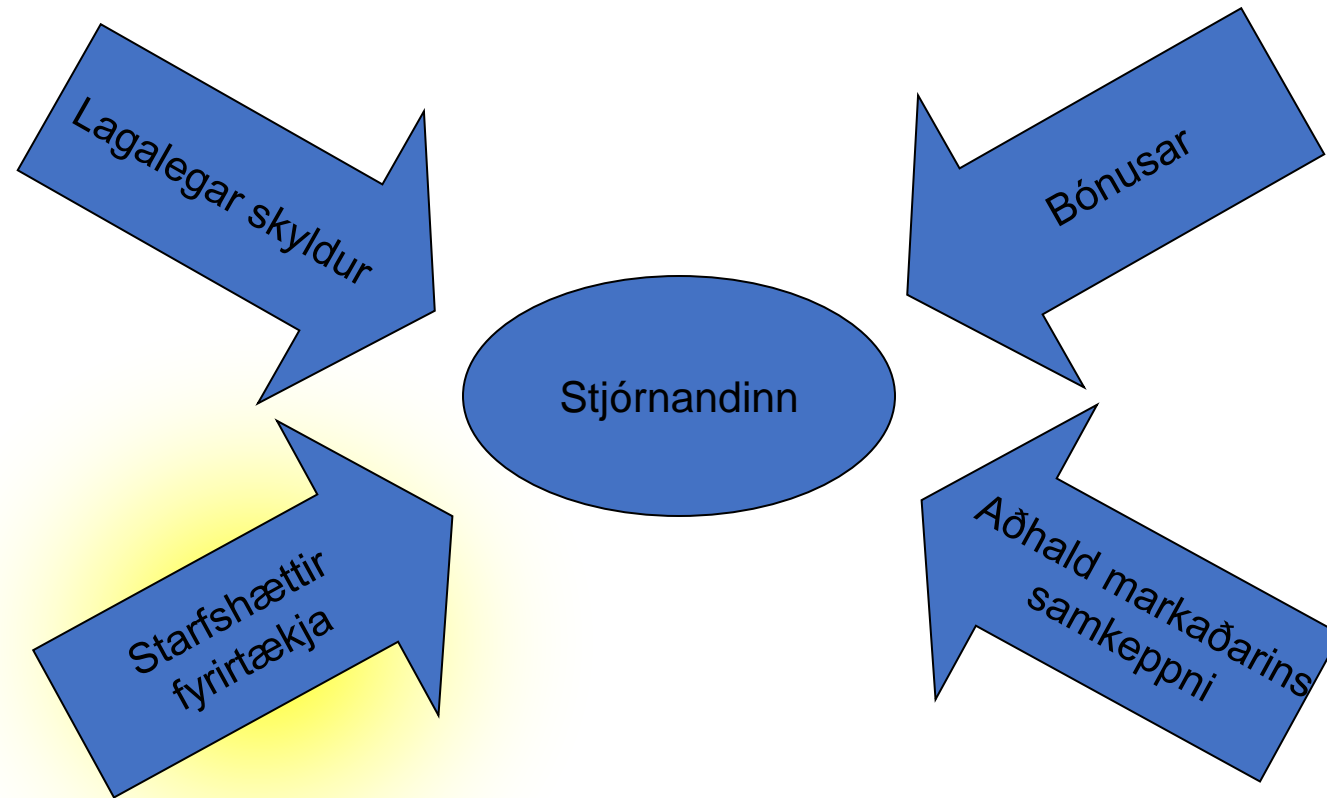 Lagalegar skyldur
Bónusar
Stjórnandinn
Starfshættir
fyrirtækja
Aðhald markaðarins
samkeppni